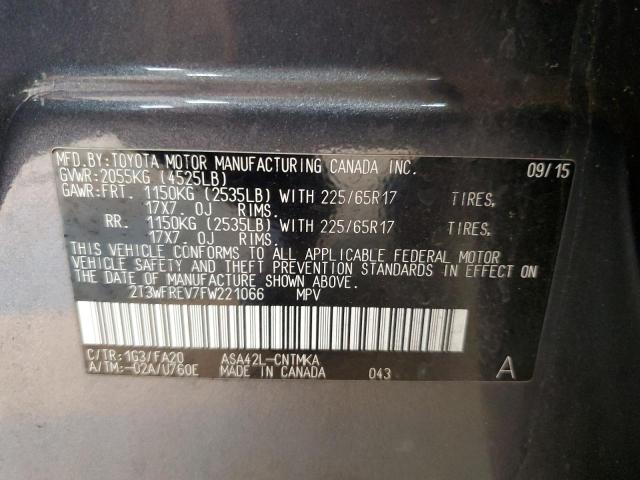 MFD.BY:TOYOTA MOTOR MANUFACTURING CANADA INC. 09/15
GVWR:2055KG (4525LB)
GAWR:FRT. 1150KG (2535LB) WITH 225/65R17 TIRES,
17X7. 0J RIMS.
RR. 1150KG (2535LB) WITH 225/65R17 TIRES,
17X7. 0J RIMS.
THIS VEHICLE CONFORMS TO ALL APPLICABLE FEDERAL MOTOR
VEHICLE SAFETY AND THEFT PREVENTION STANDARDS IN EFFECT ON
THE DATE OF MANUFACTURE SHOWN ABOVE.
2T3WFREV7FW221066 MPV
C/TR:1G3/FA20 ASA42L-CNTMKA
A/TM:-02A/U760E MADE IN CANADA 043 A